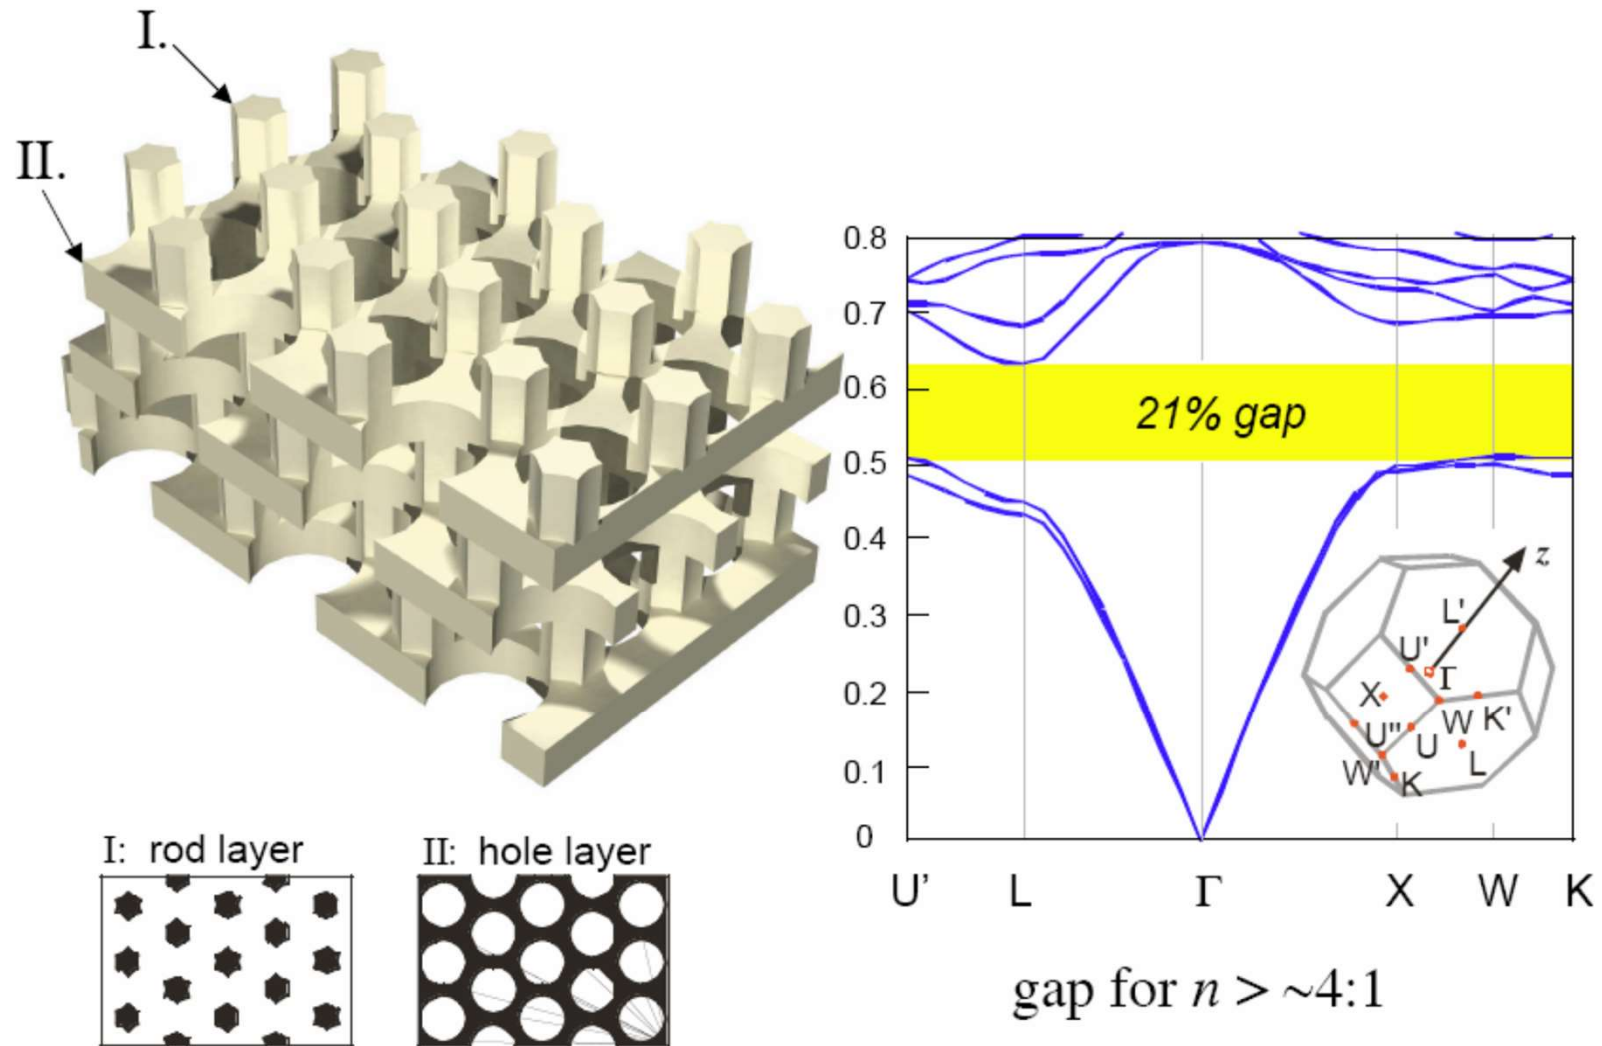 I.
II.
I: rod layer
II: hole layer
0.8
0.7
0.6
0.5
0.4
0.3
0.2
0.1
0
21% gap
z
L'
U'
Γ
X
W
K'
U''
U
L
W'
K
U'
L
Γ
X
W
K
gap for n > ~4:1